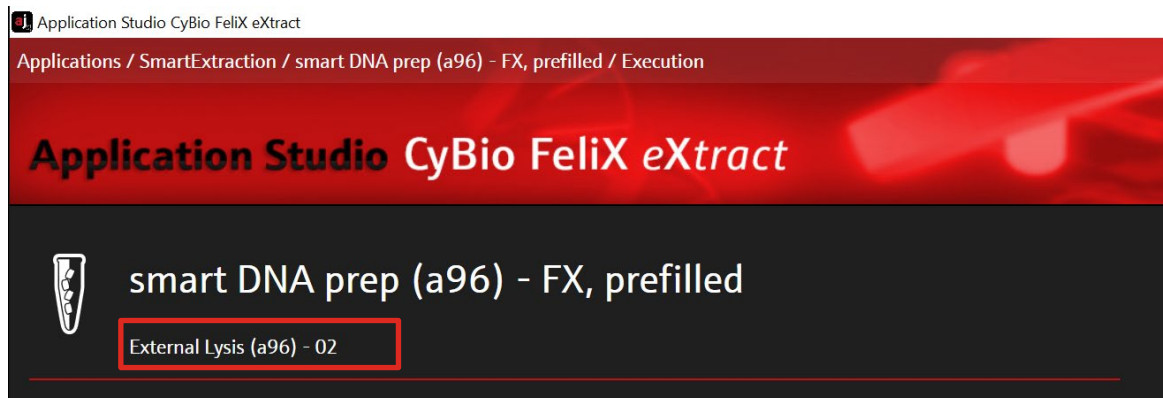 Application Studio CyBio FeliX eXtract
Applications / SmartExtraction / smart DNA prep (a96) - FX, prefilled / Execution
Application Studio CyBio FeliX eXtract
smart DNA prep (a96) - FX, prefilled
External Lysis (a96) - 02